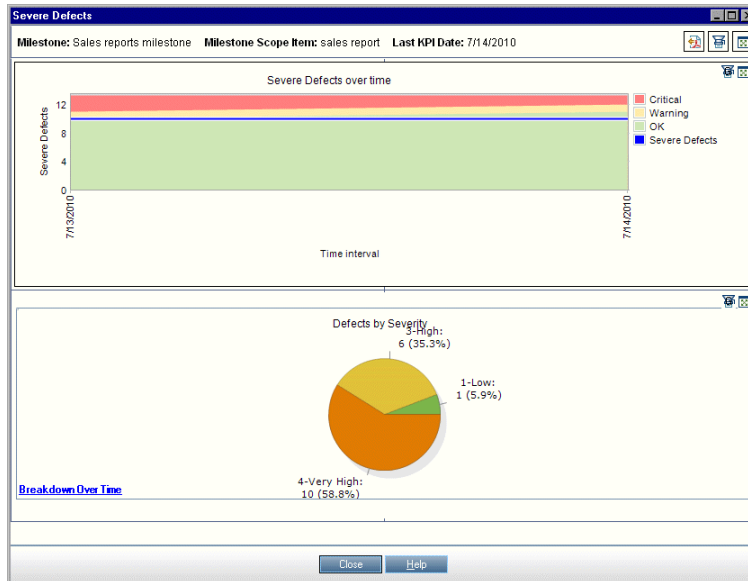 Severe Defects
Milestone: Sales reports milestone Milestone Scope Item: sales report Last KPI Date: 7/14/2010
Severe Defects over time
Severe Defects
12
8
4
0
7/13/2010
7/14/2010
Time interval
Critical
Warning
OK
Severe Defects
Defects by Severity
3-High:
6 (35.3%)
1-Low:
1 (5.9%)
4-Very High:
10 (58.8%)
Breakdown Over Time
Close Help